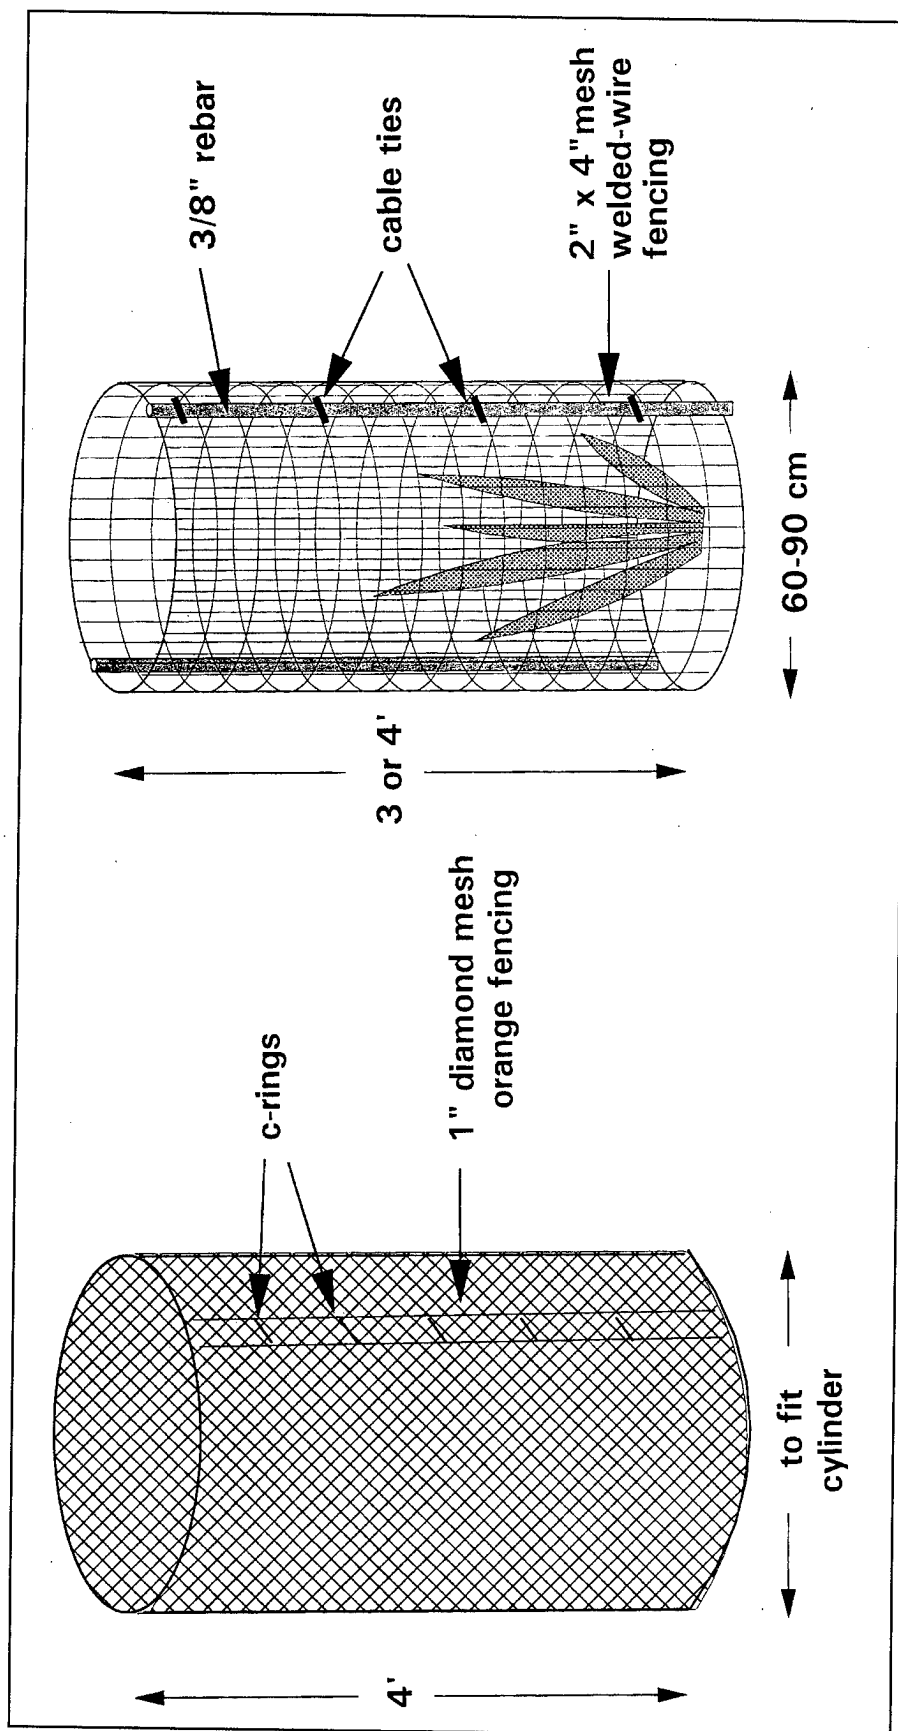 4'
c-rings
1" diamond mesh
orange fencing
to fit
cylinder
3 or 4'
3/8" rebar
cable ties
2" x 4"mesh
welded-wire
fencing
60-90 cm